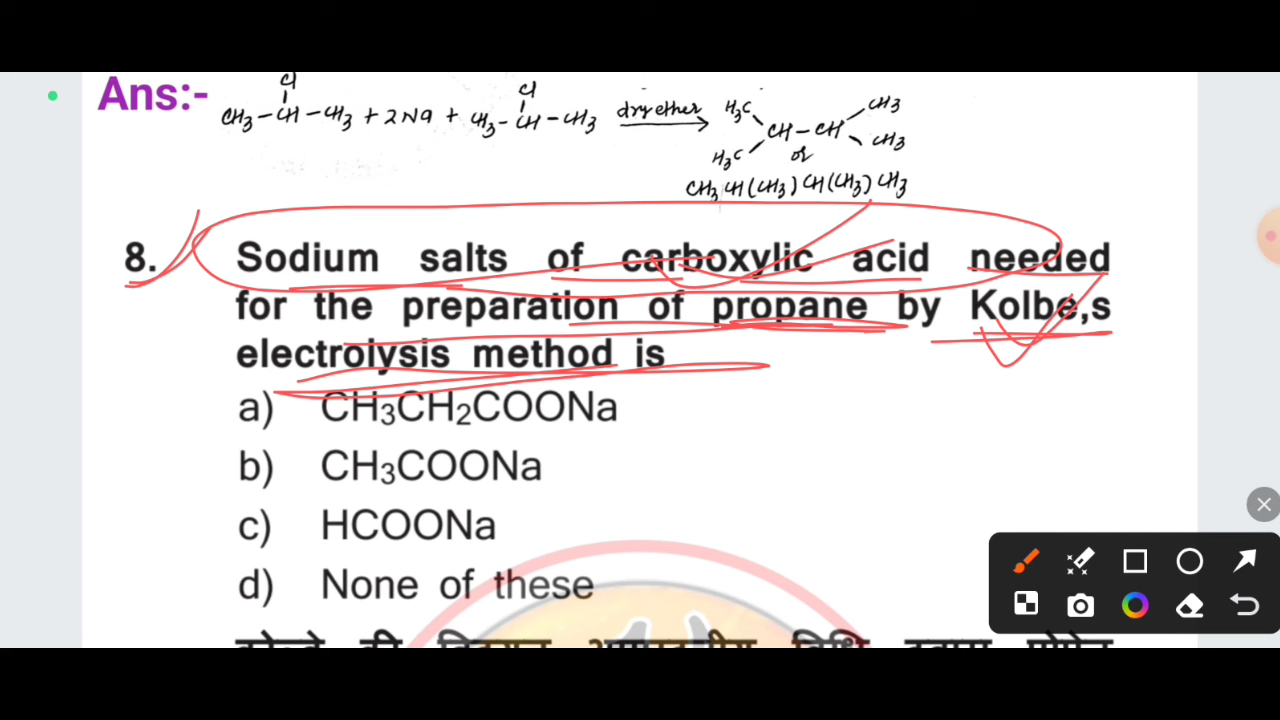 Ans:-
Cl Cl
CH3-CH-CH3 + 2Na + CH3-CH-CH3 dry ether H3C CH-CH CH3
H3C CH3
or
CH3CH(CH3)CH(CH3)CH3
8. Sodium salts of carboxylic acid needed
for the preparation of propane by Kolbe,s
electrolysis method is
a) CH3CH2COONa
b) CH3COONa
c) HCOONa
d) None of these